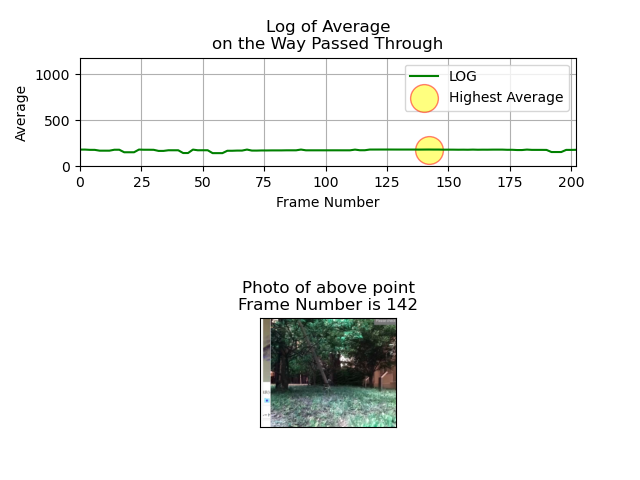 Log of Average
on the Way Passed Through
1000
500
0
Average
LOG
Highest Average
0 25 50 75 100 125 150 175 200
Frame Number
Photo of above point
Frame Number is 142